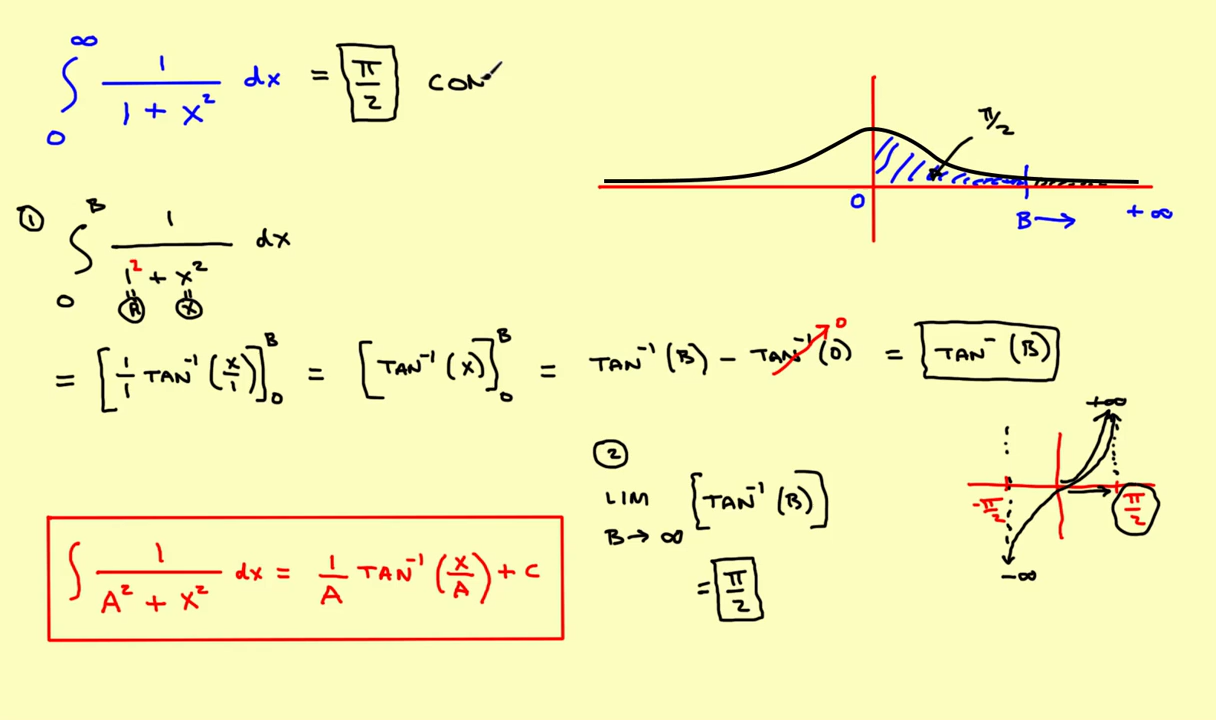 ∫₀^∞ 1/(1 + x²) dx = π/2 CON
π/2
0 B → +∞
① ∫₀^B 1/(1² + x²) dx
A X
= [1/1 TAN⁻¹(x/1)]₀^B = [TAN⁻¹(x)]₀^B = TAN⁻¹(B) − TAN⁻¹(0) 0 = TAN⁻(B)
②
LIM B→∞ [TAN⁻¹(B)]
= π/2
+∞
-π/2 π/2
−∞
∫ 1/(A² + X²) dx = 1/A TAN⁻¹(X/A) + C